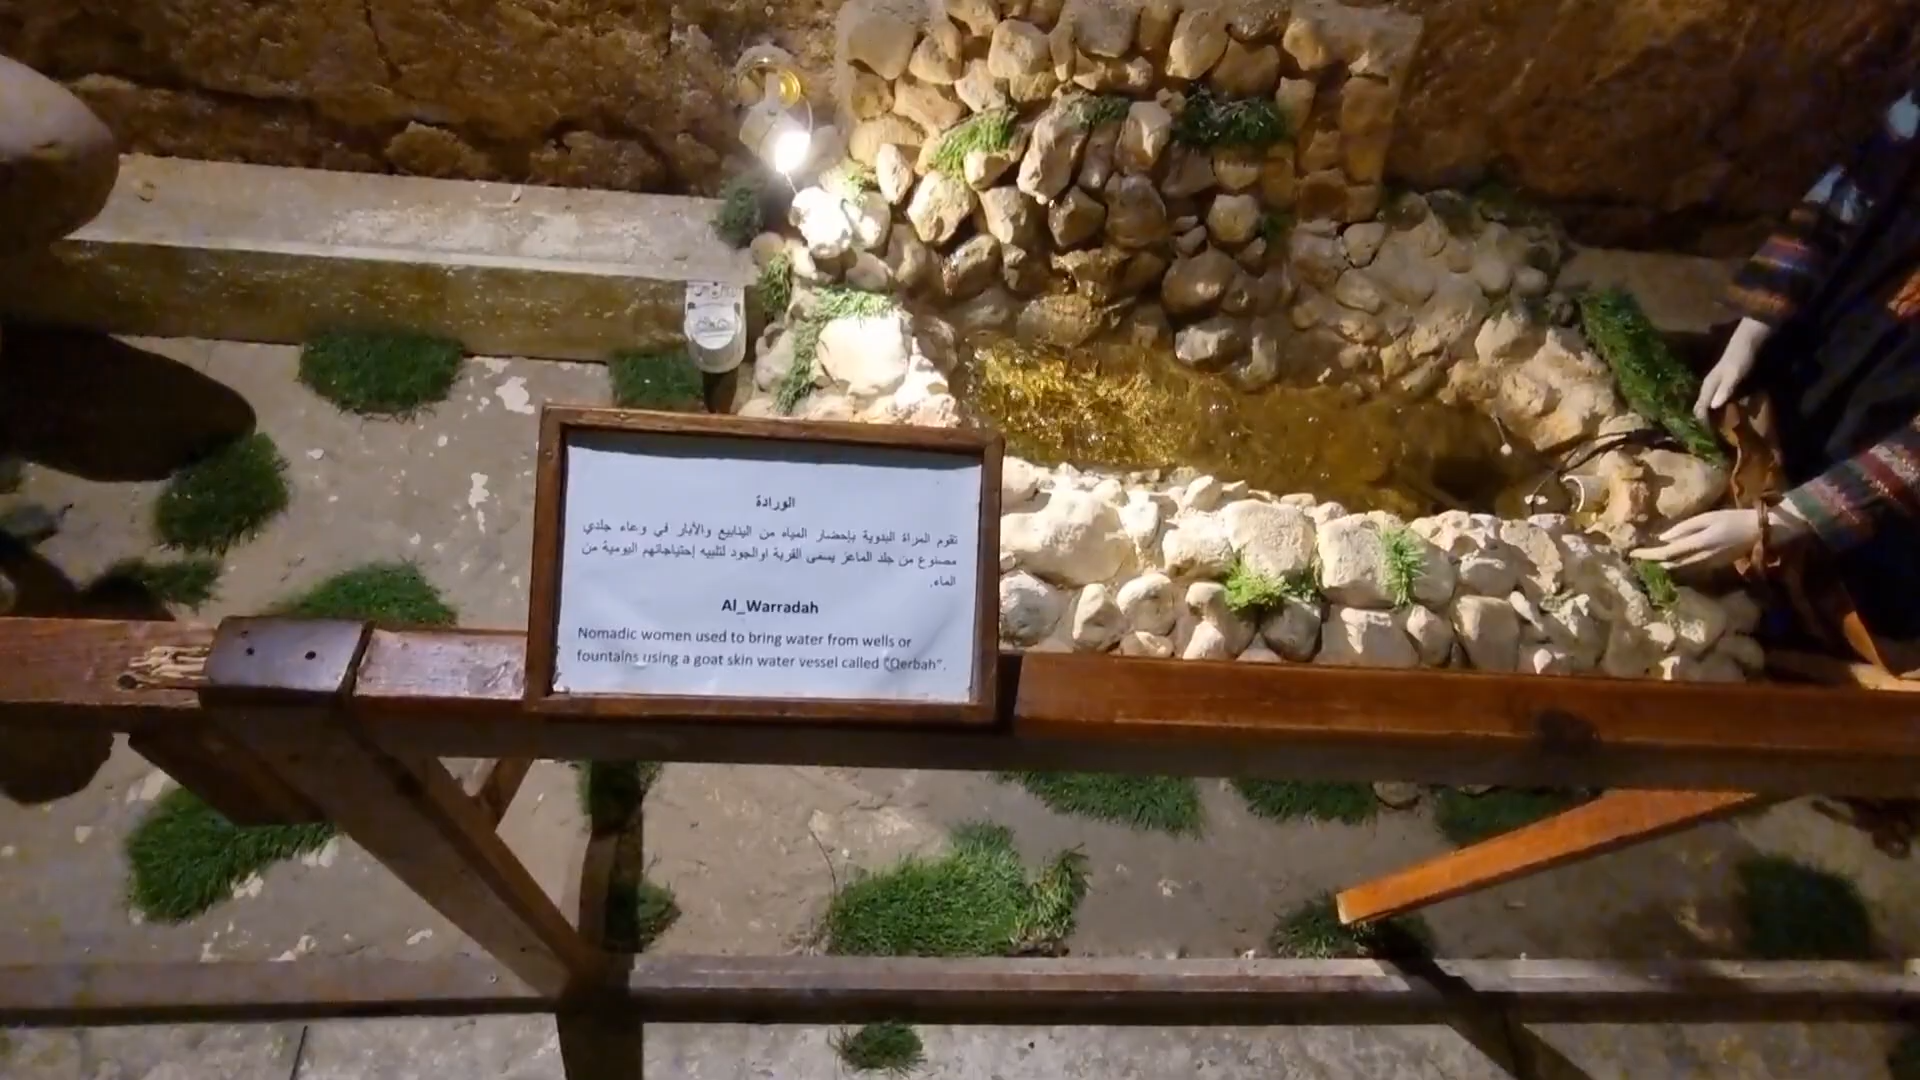 الورادة
تقوم المرأة البدوية بإحضار المياه من الينابيع والآبار في وعاء جلدي
مصنوع من جلد الماعز يسمى القربة اوالجود لتلبيه إحتياجاتهم اليومية من
الماء.
Al_Warradah
Nomadic women used to bring water from wells or
fountains using a goat skin water vessel called “Qerbah”.